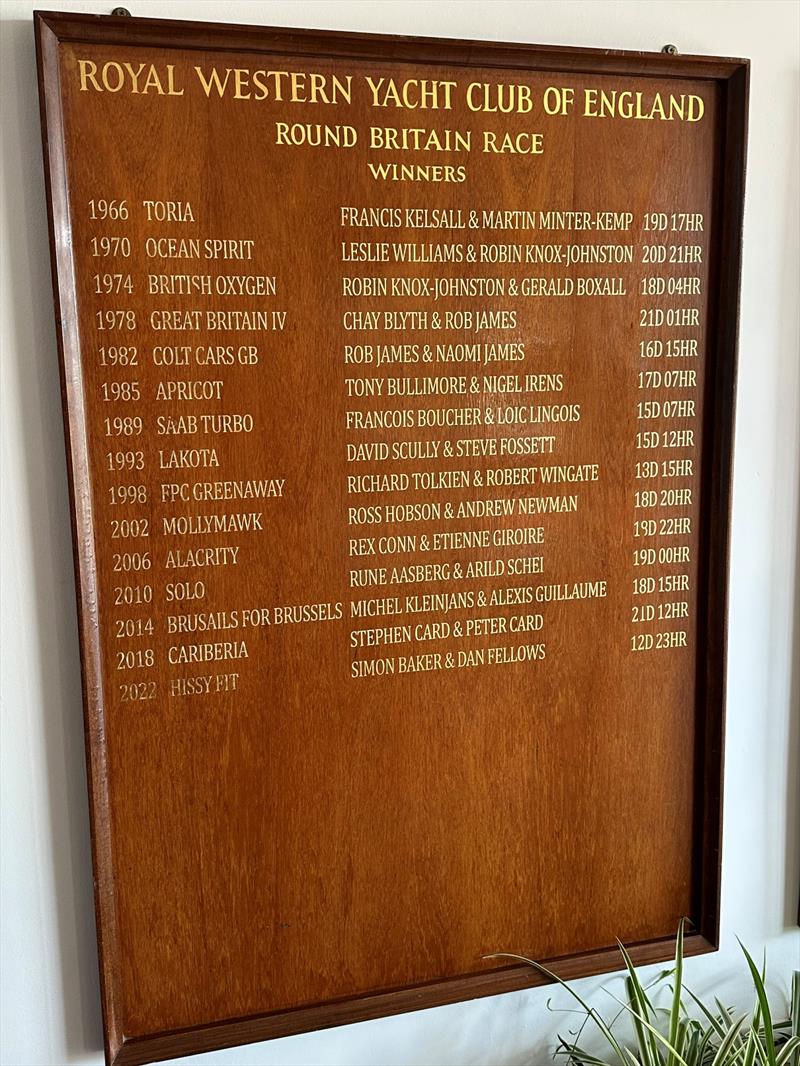 ROYAL WESTERN YACHT CLUB OF ENGLAND
ROUND BRITAIN RACE
WINNERS
1966 TORIA FRANCIS KELSALL & MARTIN MINTER-KEMP 19D 17HR
1970 OCEAN SPIRIT LESLIE WILLIAMS & ROBIN KNOX-JOHNSTON 20D 21HR
1974 BRITISH OXYGEN ROBIN KNOX-JOHNSTON & GERALD BOXALL 18D 04HR
1978 GREAT BRITAIN IV CHAY BLYTH & ROB JAMES 21D 01HR
1982 COLT CARS GB ROB JAMES & NAOMI JAMES 16D 15HR
1985 APRICOT TONY BULLIMORE & NIGEL IRENS 17D 07HR
1989 SAAB TURBO FRANCOIS BOUCHER & LOIC LINGOIS 15D 07HR
1993 LAKOTA DAVID SCULLY & STEVE FOSSETT 15D 12HR
1998 FPC GREENAWAY RICHARD TOLKIEN & ROBERT WINGATE 13D 15HR
2002 MOLLYMAWK ROSS HOBSON & ANDREW NEWMAN 18D 20HR
2006 ALACRITY REX CONN & ETIENNE GIROIRE 18D 22HR
2010 SOLO RUNE AASBERG & ARILD SCHEI 19D 00HR
2014 BRUSAILS FOR BRUSSELS MICHEL KLEINJANS & ALEXIS GUILLAUME 18D 15HR
2018 CARIBERIA STEPHEN CARD & PETER CARD 21D 12HR
2022 HISSY FIT SIMON BAKER & DAN FELLOWS 12D 23HR